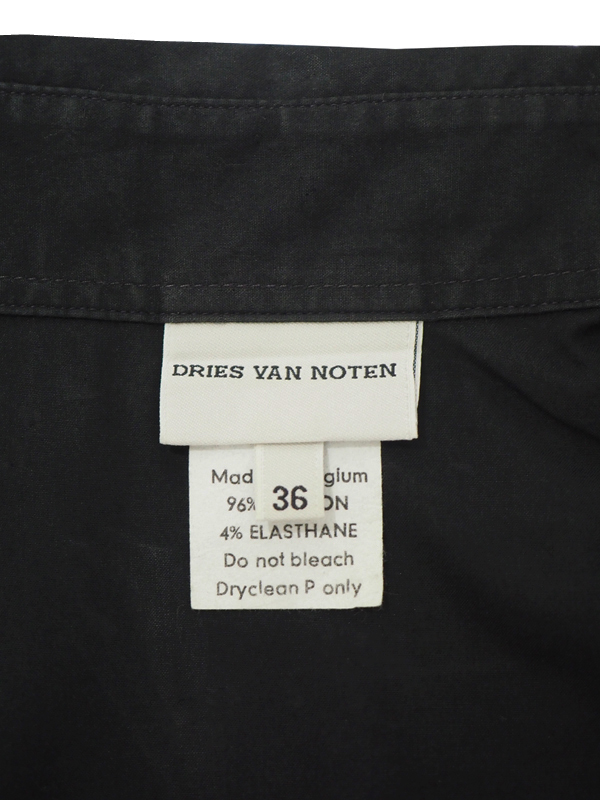 DRIES VAN NOTEN
Mad gium
96% 36 ON
4% ELASTHANE
Do not bleach
Dryclean P only